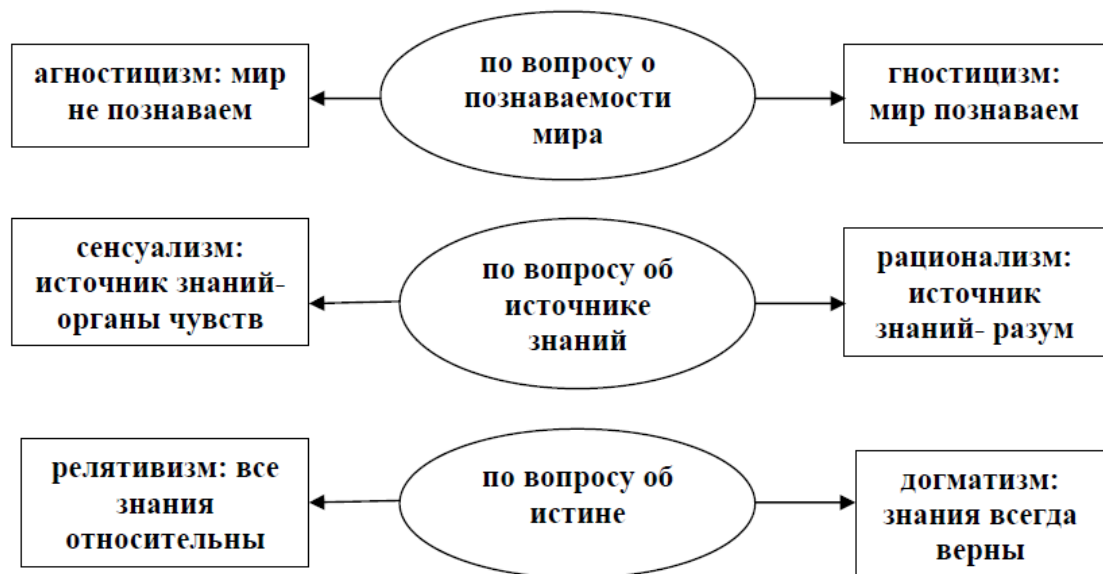 агностицизм: мир
не познаваем
по вопросу о
познаваемости
мира
гностицизм:
мир познаваем
сенсуализм:
источник знаний-
органы чувств
по вопросу об
источнике
знаний
рационализм:
источник
знаний- разум
релятивизм: все
знания
относительны
по вопросу об
истине
догматизм:
знания всегда
верны